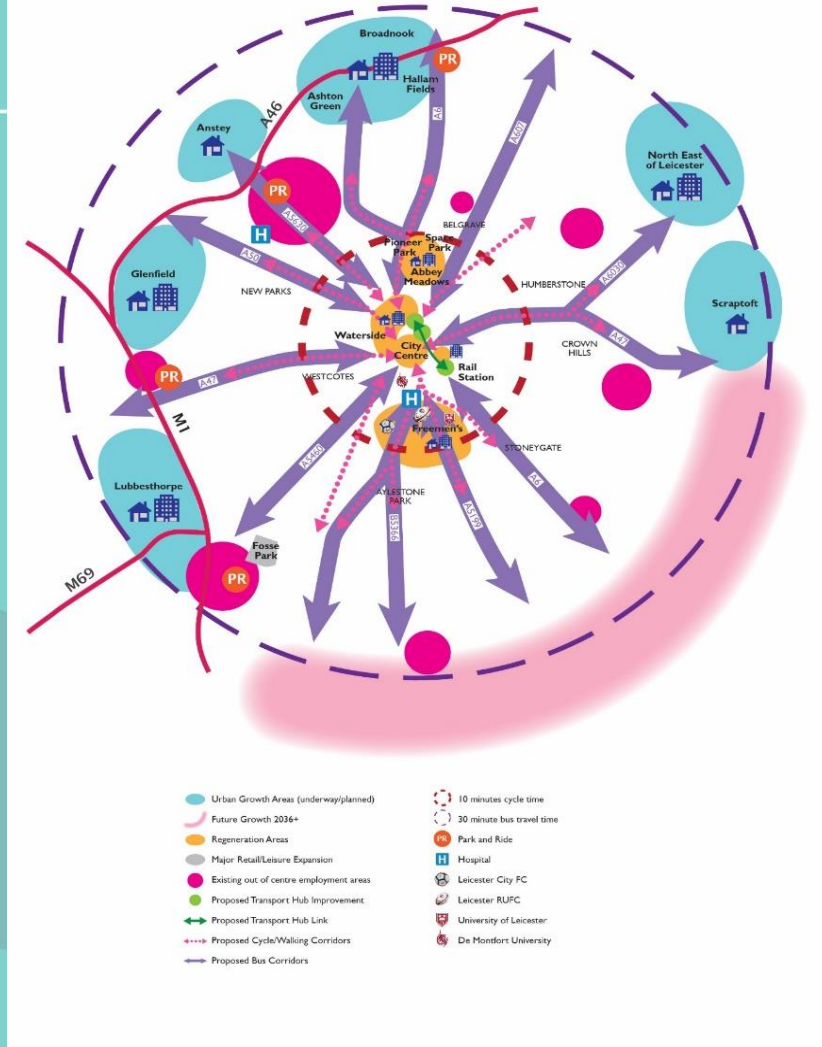 Broadnook
PR
Hallam
Fields
Ashton
Green
A6
A607
A46
Anstey
PR
North East
of Leicester
A5630
H
A50
BELGRAVE
Pioneer
Park
Space
Park
Abbey
Meadows
Glenfield
NEW PARKS
HUMBERSTONE
A6030
Scraptoft
Waterside
City
Centre
CROWN
HILLS
A47
Rail
Station
PR
A47
WESTCOTES
H
M1
Freemen's
STONEYGATE
A5460
A6
Lubbesthorpe
AYLESTONE
PARK
B5366
A5199
Fosse
Park
PR
M69
Urban Growth Areas (underway/planned)
Future Growth 2036+
Regeneration Areas
Major Retail/Leisure Expansion
Existing out of centre employment areas
Proposed Transport Hub Improvement
Proposed Transport Hub Link
Proposed Cycle/Walking Corridors
Proposed Bus Corridors
10 minutes cycle time
30 minute bus travel time
PR Park and Ride
H Hospital
Leicester City FC
Leicester RUFC
University of Leicester
De Montfort University